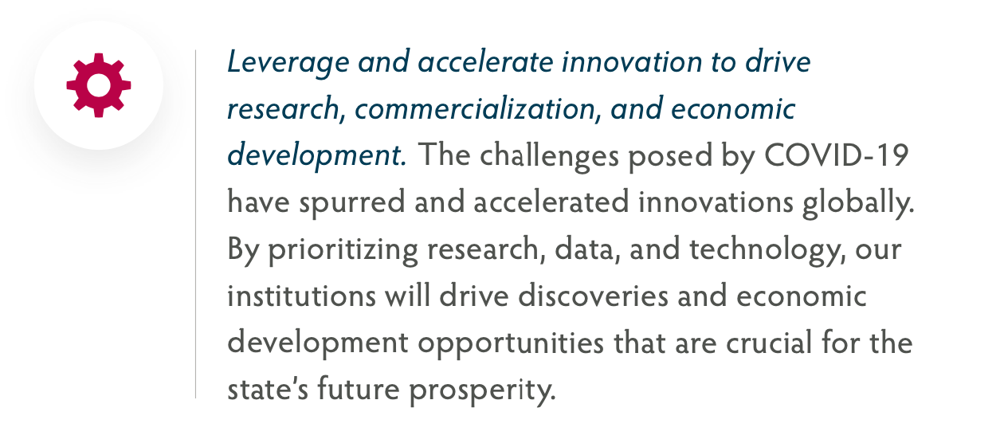 Leverage and accelerate innovation to drive
research, commercialization, and economic
development. The challenges posed by COVID-19
have spurred and accelerated innovations globally.
By prioritizing research, data, and technology, our
institutions will drive discoveries and economic
development opportunities that are crucial for the
state’s future prosperity.